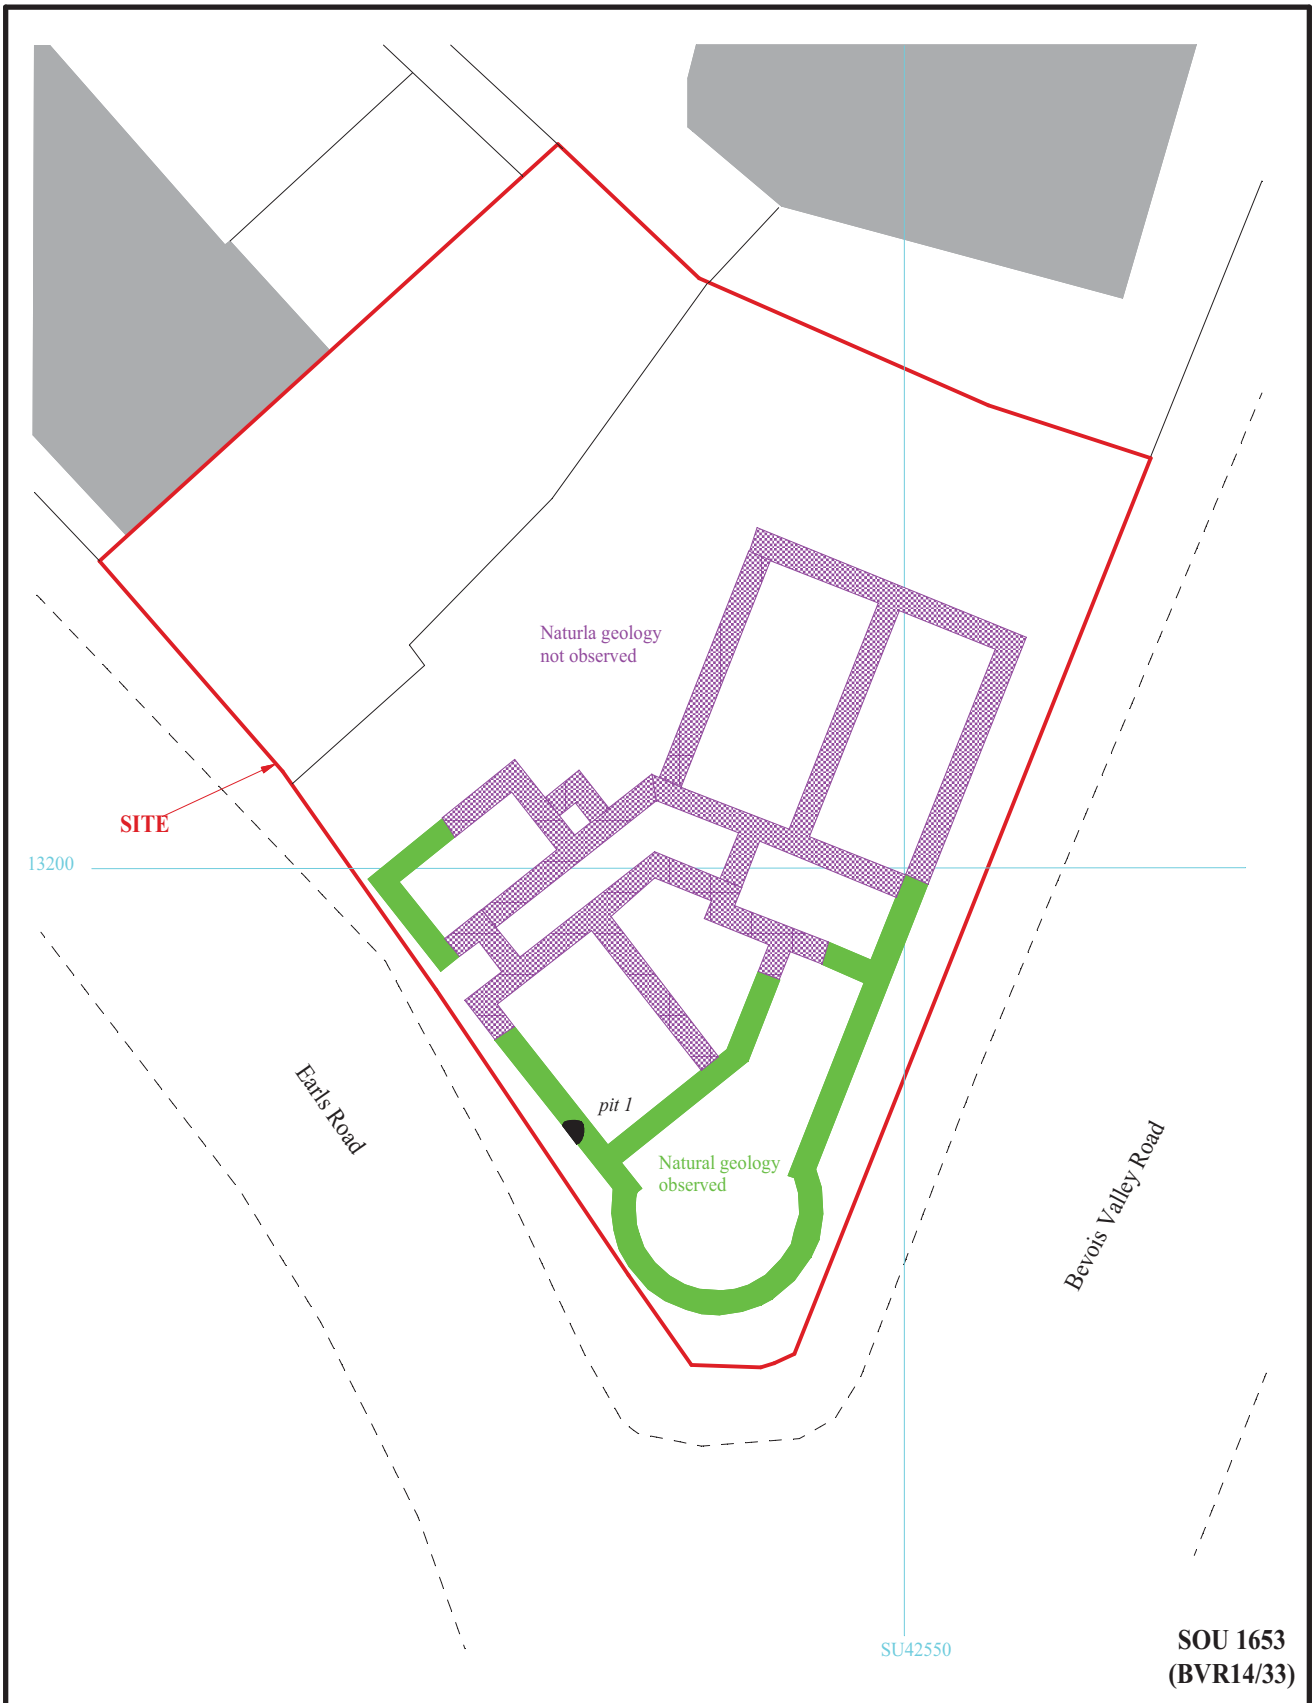 Naturla geology
not observed
SITE
13200
Earls Road
pit 1
Natural geology
observed
Bevois Valley Road
SU42550
SOU 1653
(BVR14/33)